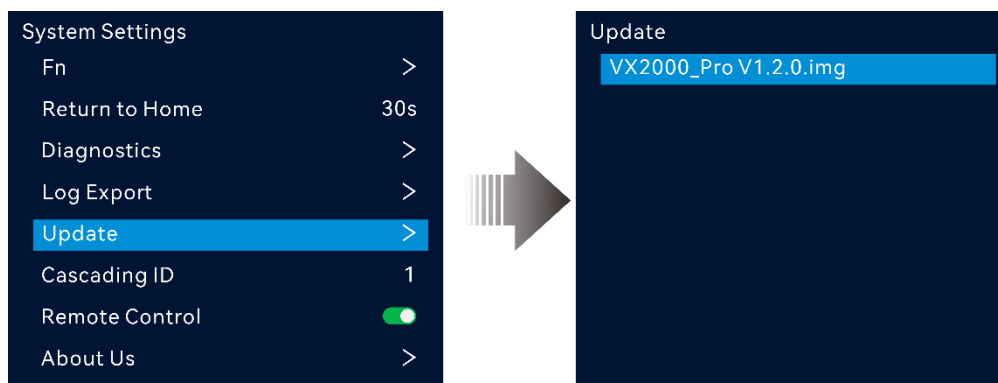 System Settings
Fn >
Return to Home 30s
Diagnostics >
Log Export >
Update >
Cascading ID 1
Remote Control
About Us >
Update
VX2000_Pro V1.2.0.img